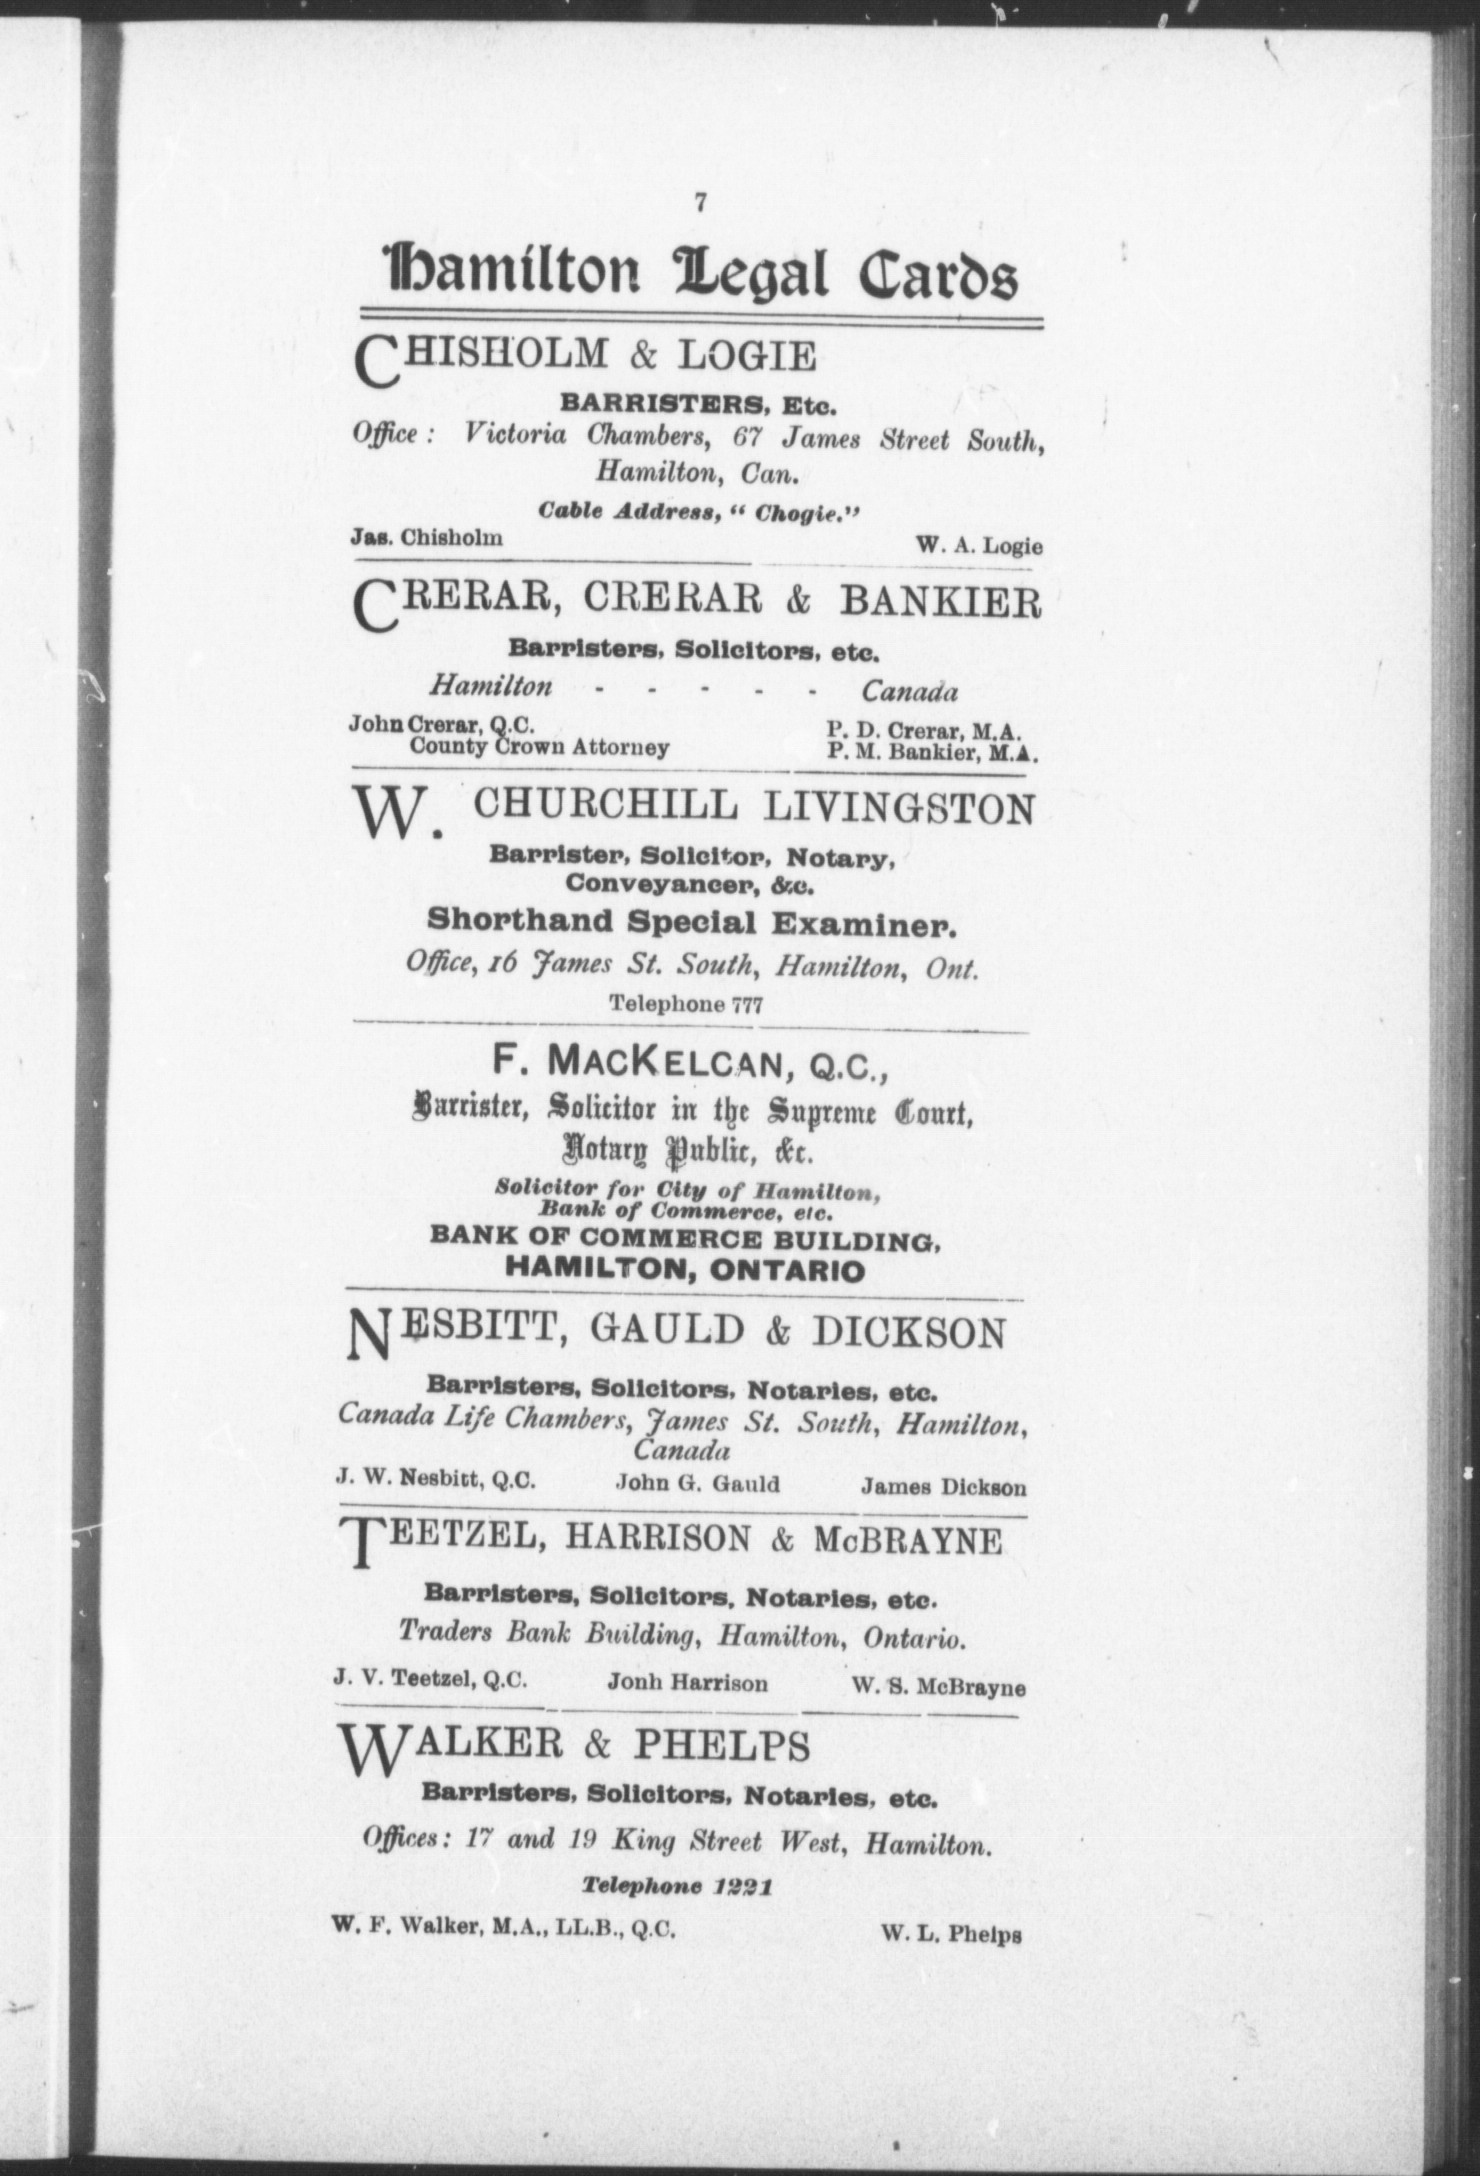 7
Hamilton Legal Cards
CHISHOLM & LOGIE
BARRISTERS, Etc.
Office : Victoria Chambers, 67 James Street South,
Hamilton, Can.
Cable Address, “ Chogie.”
Jas. Chisholm W. A. Logie
CRERAR, CRERAR & BANKIER
Barristers, Solicitors, etc.
Hamilton - - - - - Canada
John Crerar, Q.C. P. D. Crerar, M.A.
County Crown Attorney P. M. Bankier, M.A.
W. CHURCHILL LIVINGSTON
Barrister, Solicitor, Notary,
Conveyancer, &c.
Shorthand Special Examiner.
Office, 16 James St. South, Hamilton, Ont.
Telephone 777
F. MACKELCAN, Q.C.,
Barrister, Solicitor in the Supreme Court,
Notary Public, &c.
Solicitor for City of Hamilton,
Bank of Commerce, etc.
BANK OF COMMERCE BUILDING,
HAMILTON, ONTARIO
NESBITT, GAULD & DICKSON
Barristers, Solicitors, Notaries, etc.
Canada Life Chambers, James St. South, Hamilton,
Canada
J. W. Nesbitt, Q.C. John G. Gauld James Dickson
TEETZEL, HARRISON & McBRAYNE
Barristers, Solicitors, Notaries, etc.
Traders Bank Building, Hamilton, Ontario.
J. V. Teetzel, Q.C. Jonh Harrison W. S. McBrayne
WALKER & PHELPS
Barristers, Solicitors, Notaries, etc.
Offices: 17 and 19 King Street West, Hamilton.
Telephone 1221
W. F. Walker, M.A., LL.B., Q.C. W. L. Phelps